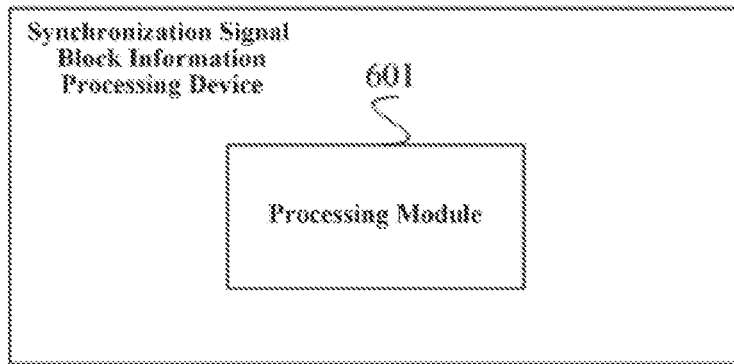 Synchronization Signal
Block Information
Processing Device
601
Processing Module